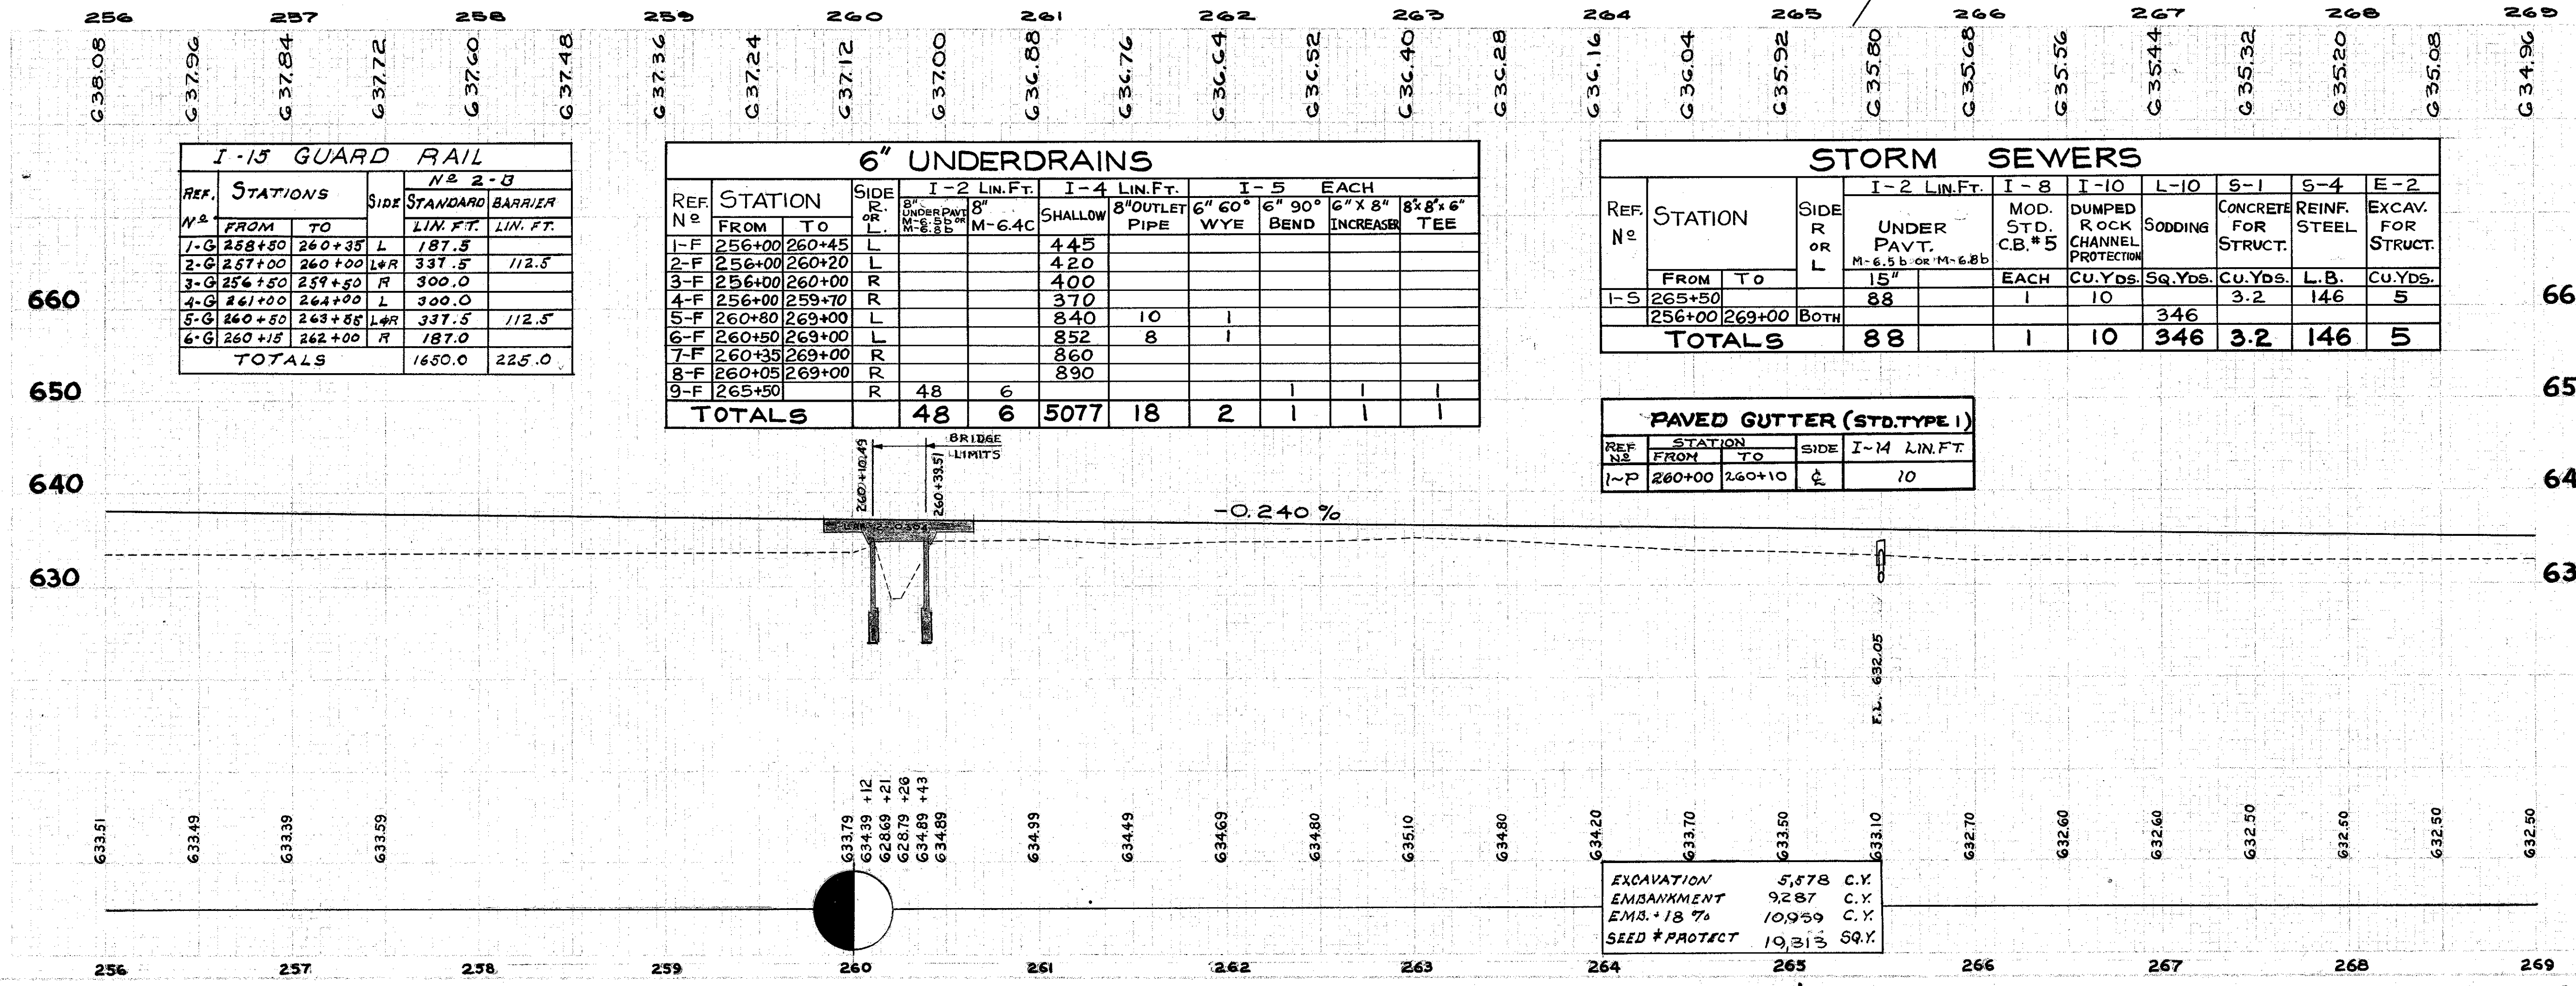 256 257 258 259 260 261 262 263 264 265 266 267 268 269
638.08 637.96 637.84 637.72 637.60 637.48 637.36 637.24 637.12 637.00 636.88 636.76 636.64 636.52 636.40 636.28 636.16 636.04 635.92 635.80 635.68 635.56 635.44 635.32 635.20 635.08 634.96
I-15 GUARD RAIL
REF. Nº STATIONS SIDE Nº 2-B
STANDARD BARRIER
FROM TO LIN. FT. LIN. FT.
1-G 258+50 260+35 L 187.5
2-G 257+00 260+00 L&R 337.5 112.5
3-G 256+50 259+50 R 300.0
4-G 261+00 264+00 L 300.0
5-G 260+50 263+55 L&R 337.5 112.5
6-G 260+15 262+00 R 187.0
TOTALS 1650.0 225.0
6" UNDERDRAINS
REF. Nº STATION SIDE R. OR L. I-2 LIN.FT. I-4 LIN.FT. I-5 EACH
8" UNDER PAVT M-6.5b OR M-6.8b 8" M-6.4C SHALLOW 8" OUTLET PIPE 6" 60° WYE 6" 90° BEND 6" X 8" INCREASER 8"x8"x6" TEE
FROM TO
1-F 256+00 260+45 L 445
2-F 256+00 260+20 L 420
3-F 256+00 260+00 R 400
4-F 256+00 259+70 R 370
5-F 260+80 269+00 L 840 10 1
6-F 260+50 269+00 L 852 8 1
7-F 260+35 269+00 R 860
8-F 260+05 269+00 R 890
9-F 265+50 R 48 6 1 1 1
TOTALS 48 6 5077 18 2 1 1 1
STORM SEWERS
REF. Nº STATION SIDE R OR L I-2 LIN.FT. I-8 I-10 L-10 S-1 S-4 E-2
UNDER PAVT. M-6.5b OR M-6.8b MOD. STD. C.B.#5 DUMPED ROCK CHANNEL PROTECTION SODDING CONCRETE FOR STRUCT. REINF. STEEL EXCAV. FOR STRUCT.
FROM TO 15" EACH CU.YDS. SQ.YDS. CU.YDS. L.B. CU.YDS.
1-S 265+50 88 1 10 3.2 146 5
256+00 269+00 BOTH 346
TOTALS 88 1 10 346 3.2 146 5
PAVED GUTTER (STD.TYPE 1)
REF Nº STATION SIDE I-14 LIN.FT.
FROM TO
1-P 260+00 260+10 ℄ 10
660 66
650 65
640 64
630 63
260+10.49
BRIDGE LIMITS
260+39.51
-0.240 %
F.L. 632.05
+12 +21 +26 +43
633.51 633.49 633.39 633.59 633.79 634.39 628.69 628.79 634.89 634.89 634.99 634.49 634.69 634.80 635.10 634.80 634.20 633.70 633.50 633.10 632.70 632.60 632.60 632.50 632.50 632.50 632.50
EXCAVATION 5,578 C.Y.
EMBANKMENT 9,287 C.Y.
EMB. + 18 % 10,959 C.Y.
SEED & PROTECT 19,313 SQ.Y.
256 257 258 259 260 261 262 263 264 265 266 267 268 269